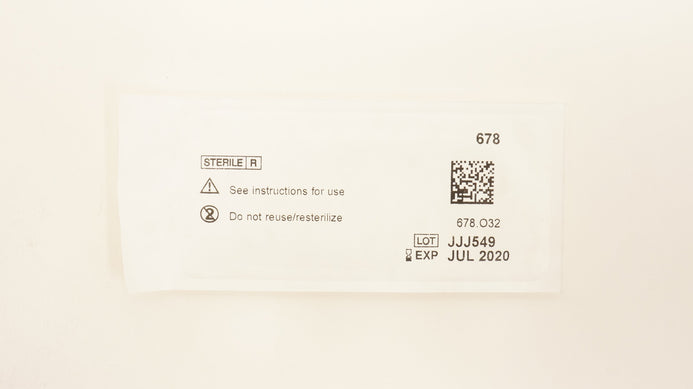 678
STERILE R
See instructions for use
Do not reuse/resterilize
678.O32
LOT JJJ549
EXP JUL 2020